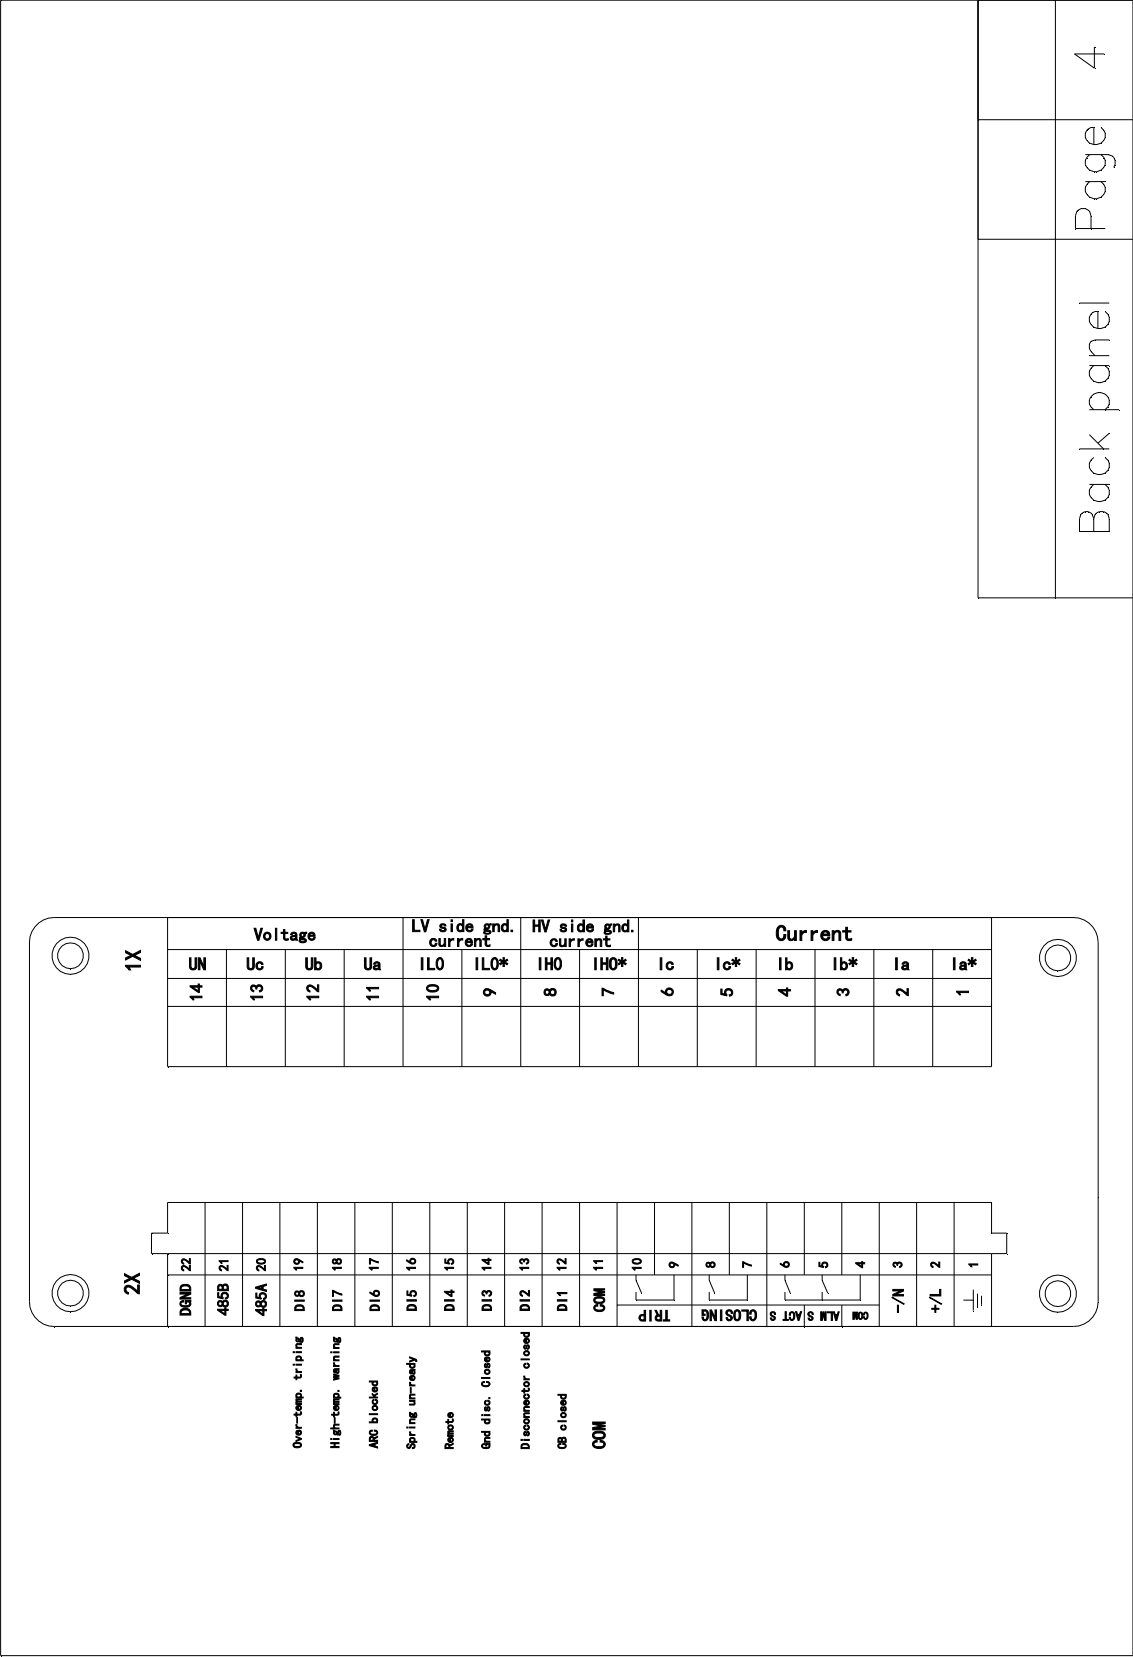 4
Page
Back panel
1X
Voltage
LV side gnd.
current
HV side gnd.
current
Current
UN Uc Ub Ua IL0 IL0* IH0 IH0* Ic Ic* Ib Ib* Ia Ia*
14 13 12 11 10 9 8 7 6 5 4 3 2 1
2X
22 21 20 19 18 17 16 15 14 13 12 11 10 9 8 7 6 5 4 3 2 1
DGND 485B 485A DI8 DI7 DI6 DI5 DI4 DI3 DI2 DI1 COM TRIP CLOSING ACT S ALM S COM -/N +/L
Over-temp. triping
High-temp. warning
ARC blocked
Spring un-ready
Remote
Gnd disc. Closed
Disconnector closed
CB closed
COM